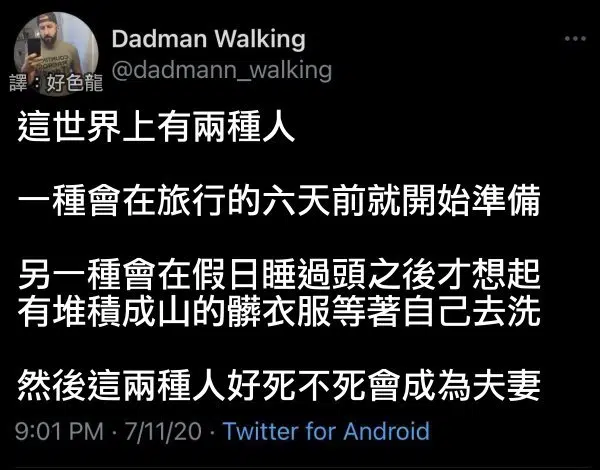 Dadman Walking
@dadmann_walking
譯：好色龍
這世界上有兩種人
一種會在旅行的六天前就開始準備
另一種會在假日睡過頭之後才想起
有堆積成山的髒衣服等著自己去洗
然後這兩種人好死不死會成為夫妻
9:01 PM · 7/11/20 · Twitter for Android